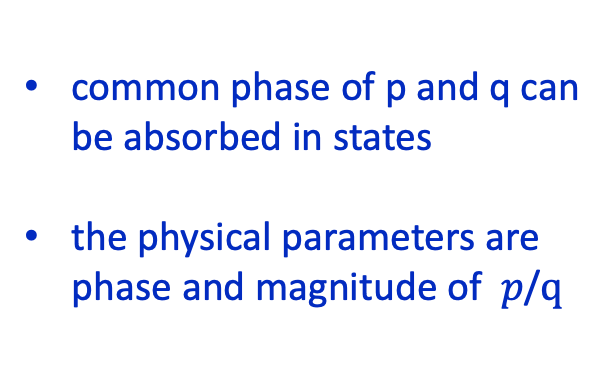 • common phase of p and q can
be absorbed in states
• the physical parameters are
phase and magnitude of p/q